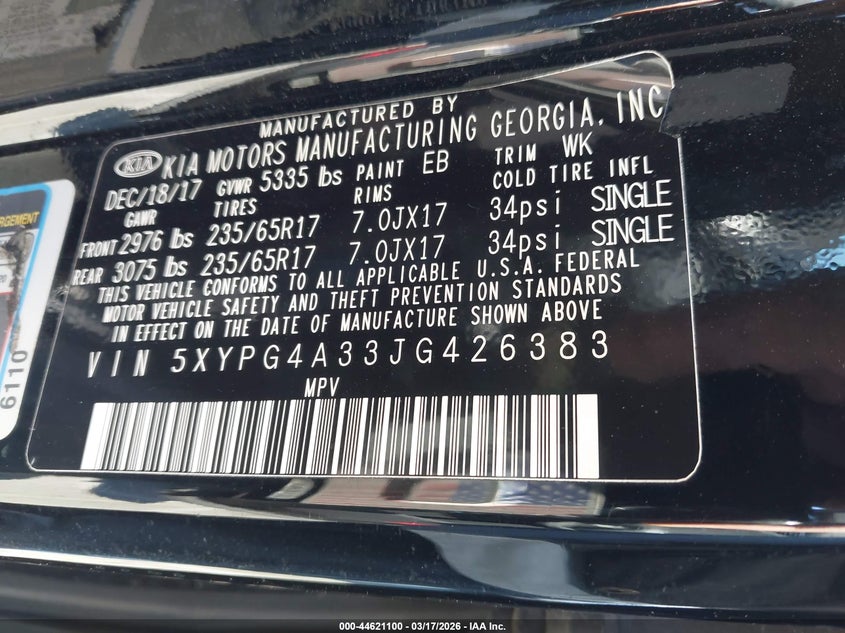 MANUFACTURED BY
KIA KIA MOTORS MANUFACTURING GEORGIA, INC
DEC/18/17 GVWR 5335 lbs PAINT EB TRIM WK
GAWR TIRES RIMS COLD TIRE INFL
FRONT 2976 lbs 235/65R17 7.0JX17 34psi SINGLE
REAR 3075 lbs 235/65R17 7.0JX17 34psi SINGLE
THIS VEHICLE CONFORMS TO ALL APPLICABLE U.S.A. FEDERAL
MOTOR VEHICLE SAFETY AND THEFT PREVENTION STANDARDS
IN EFFECT ON THE DATE OF MANUFACTURE SHOWN ABOVE
VIN 5XYPG4A33JG426383
MPV
6110
000-44621100 — 03/17/2026 — IAA Inc.